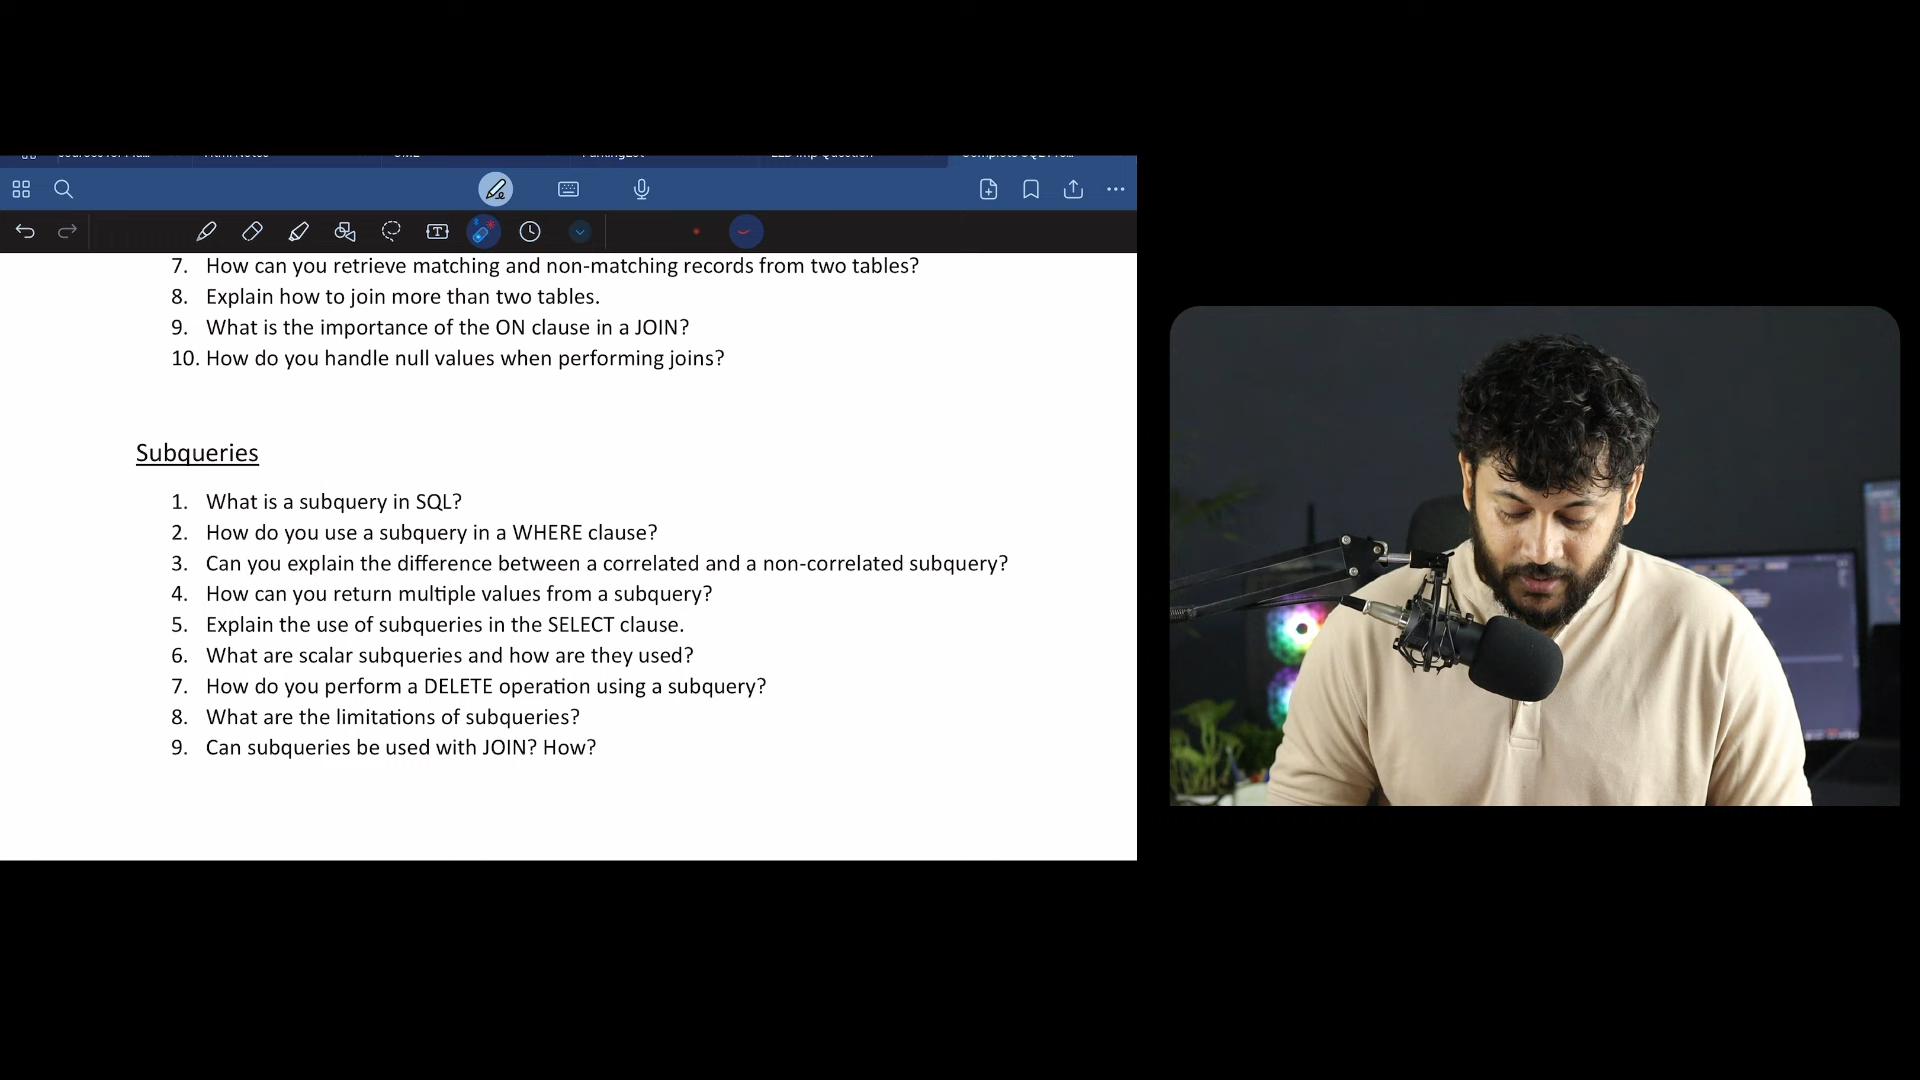 7. How can you retrieve matching and non-matching records from two tables?
8. Explain how to join more than two tables.
9. What is the importance of the ON clause in a JOIN?
10. How do you handle null values when performing joins?
Subqueries
1. What is a subquery in SQL?
2. How do you use a subquery in a WHERE clause?
3. Can you explain the difference between a correlated and a non-correlated subquery?
4. How can you return multiple values from a subquery?
5. Explain the use of subqueries in the SELECT clause.
6. What are scalar subqueries and how are they used?
7. How do you perform a DELETE operation using a subquery?
8. What are the limitations of subqueries?
9. Can subqueries be used with JOIN? How?